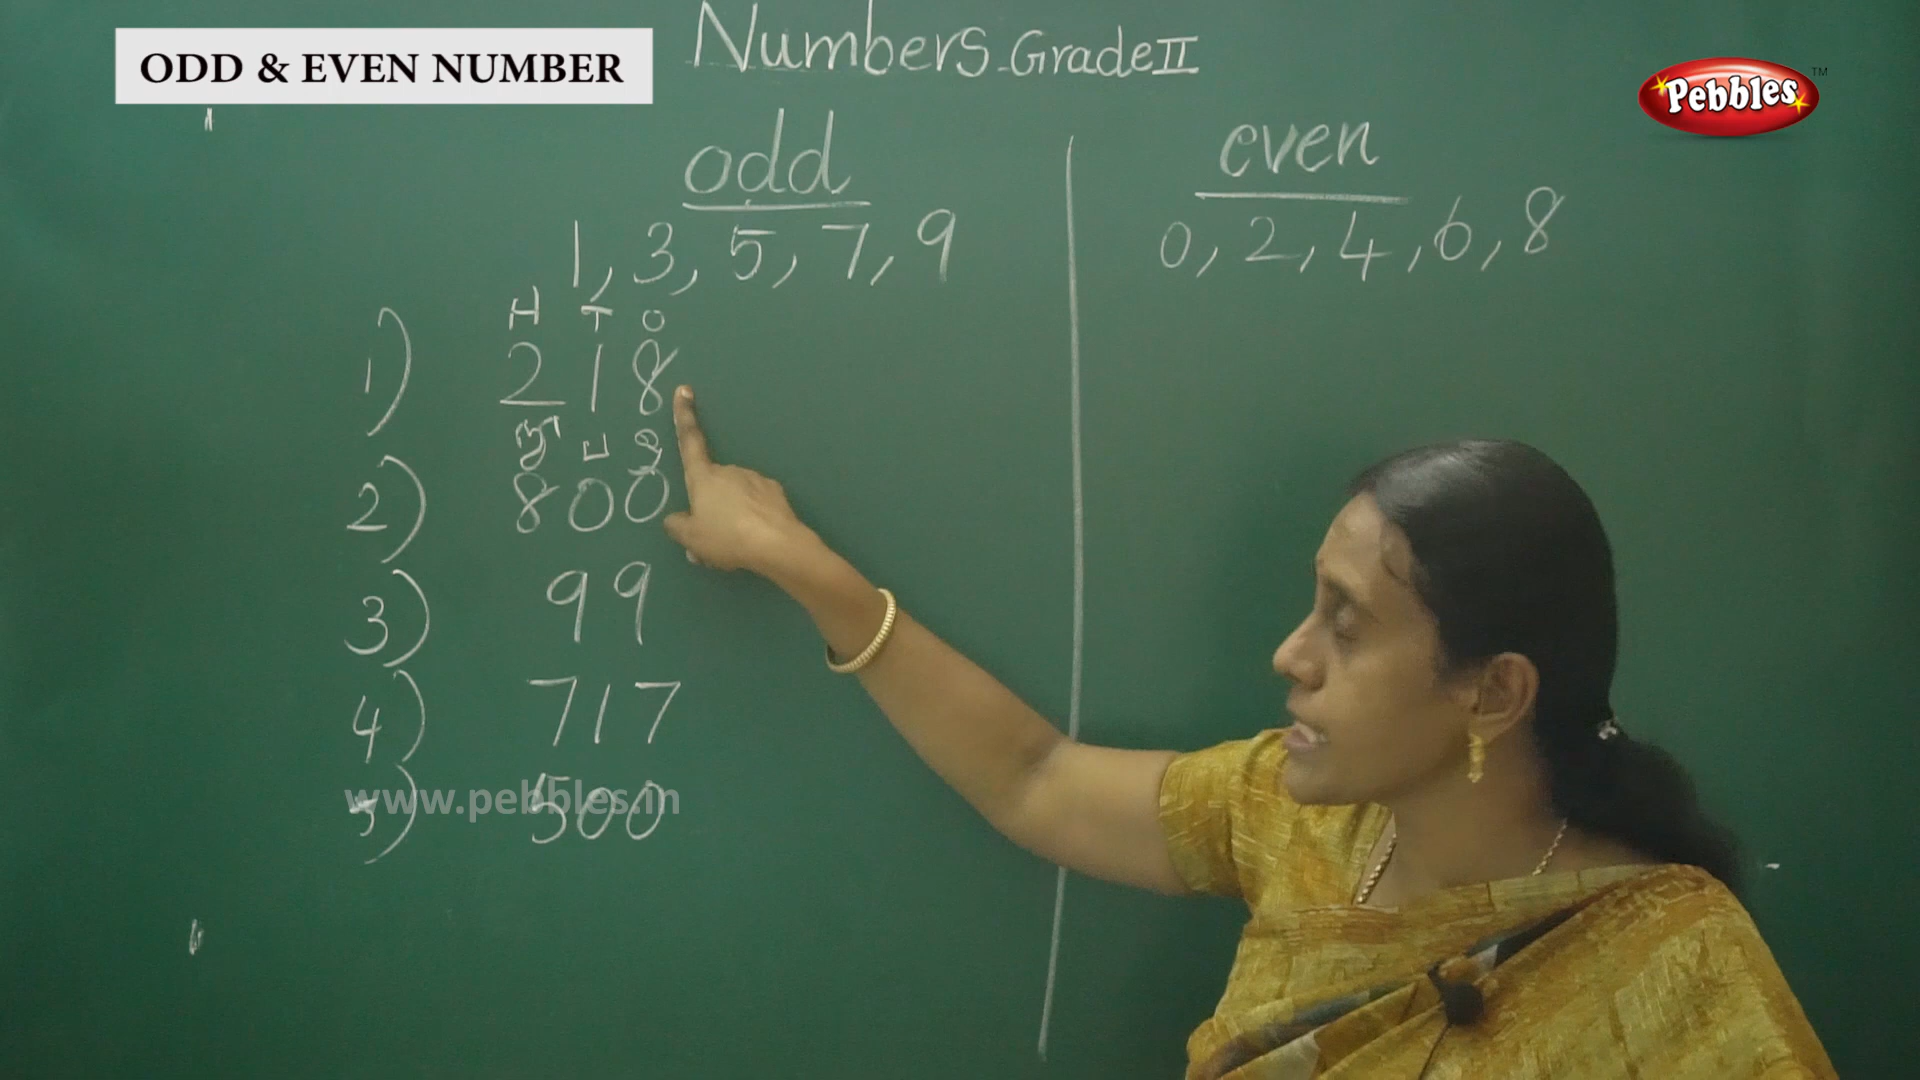 ODD & EVEN NUMBER
Numbers - Grade II
Pebbles™
odd
even
1, 3, 5, 7, 9
0, 2, 4, 6, 8
H T O
1) 218
நூ ப ஒ
2) 800
3) 99
4) 717
5) 500
www.pebbles.in